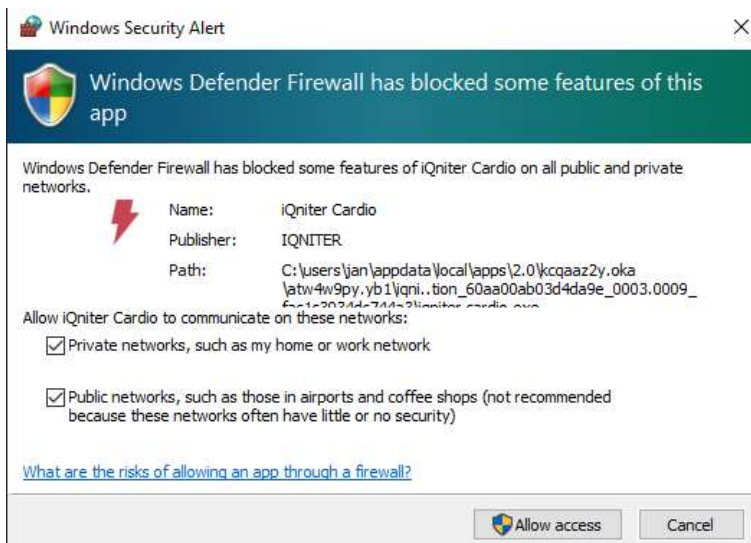 Windows Security Alert
Windows Defender Firewall has blocked some features of this
app
Windows Defender Firewall has blocked some features of iQniter Cardio on all public and private
networks.
Name: iQniter Cardio
Publisher: IQNITER
Path: C:\users\jan\appdata\local\apps\2.0\kcqaaz2y.oka
\atw4w9py.yb1\iqni..tion_60aa00ab03d4da9e_0003.0009_
Allow iQniter Cardio to communicate on these networks:
Private networks, such as my home or work network
Public networks, such as those in airports and coffee shops (not recommended
because these networks often have little or no security)
What are the risks of allowing an app through a firewall?
Allow access Cancel